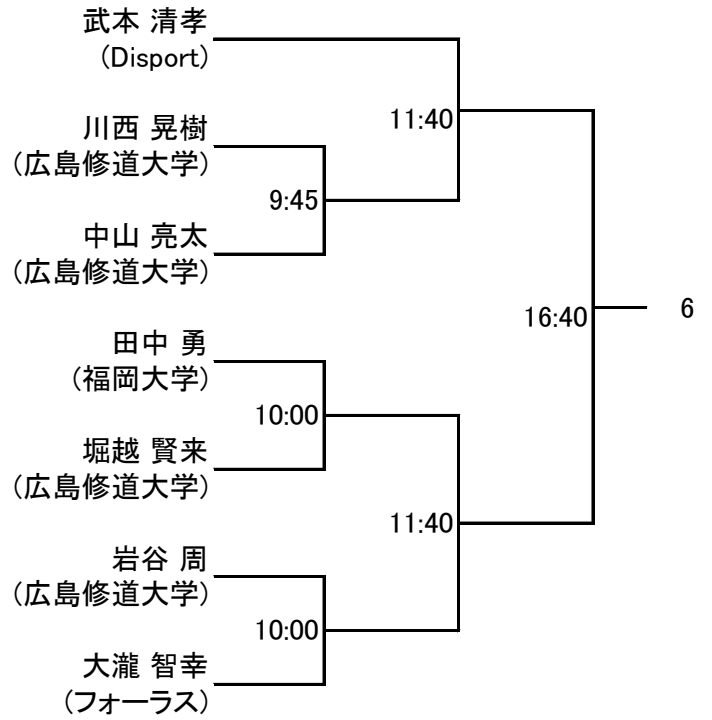 武本 清孝
(Disport)
11:40
川西 晃樹
(広島修道大学)
9:45
中山 亮太
(広島修道大学)
16:40
6
田中 勇
(福岡大学)
10:00
堀越 賢来
(広島修道大学)
11:40
岩谷 周
(広島修道大学)
10:00
大瀧 智幸
(フォーラス)